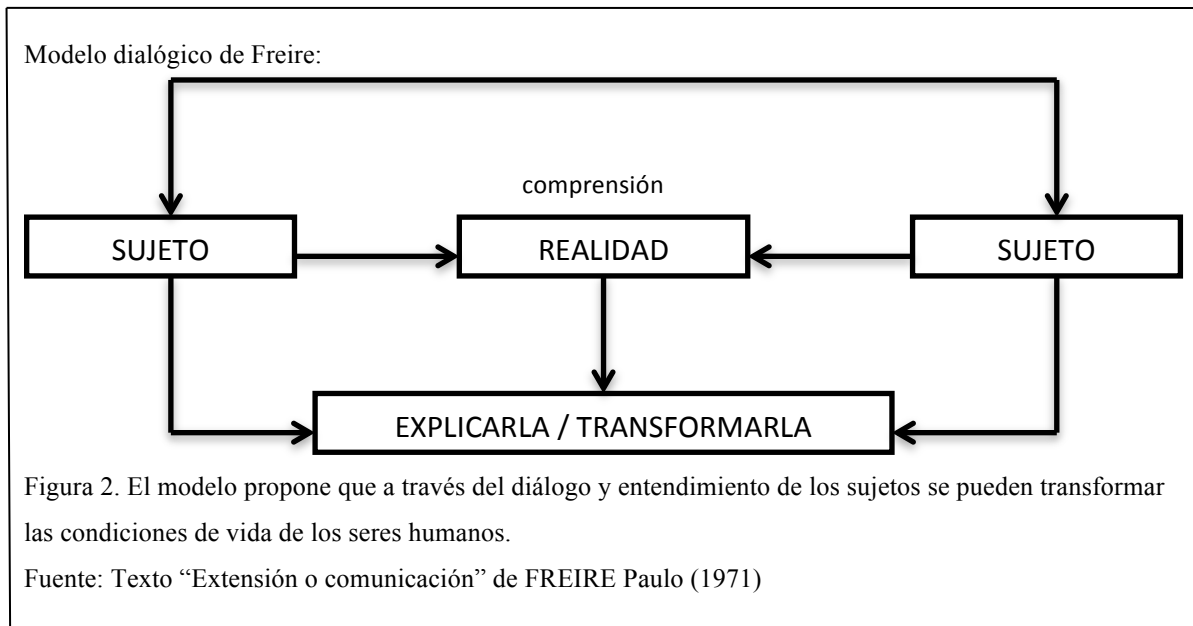 Modelo dialógico de Freire:
comprensión
SUJETO
REALIDAD
SUJETO
EXPLICARLA / TRANSFORMARLA
Figura 2. El modelo propone que a través del diálogo y entendimiento de los sujetos se pueden transformar
las condiciones de vida de los seres humanos.
Fuente: Texto “Extensión o comunicación” de FREIRE Paulo (1971)